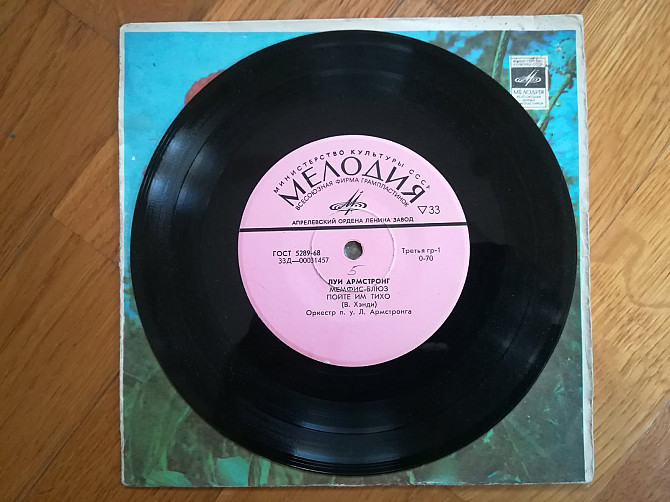 МЕЛОДИЯ
МИНИСТЕРСТВО КУЛЬТУРЫ СССР
МЕЛОДИЯ
ВСЕСОЮЗНАЯ ФИРМА ГРАМПЛАСТИНОК
▽33
АПРЕЛЕВСКИЙ ОРДЕНА ЛЕНИНА ЗАВОД
ГОСТ 5289-68
33Д—00031457
Третья гр-1
0-70
5
ЛУИ АРМСТРОНГ
МЕМФИС-БЛЮЗ
ПОЙТЕ ИМ ТИХО
(В. Хэнди)
Оркестр п. у. Л. Армстронга